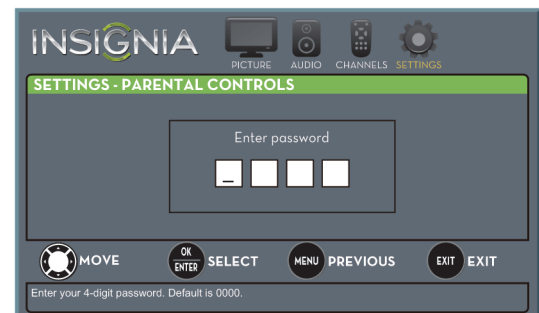 INSIGNIA
PICTURE AUDIO CHANNELS SETTINGS
SETTINGS - PARENTAL CONTROLS
Enter password
_
MOVE OK ENTER SELECT MENU PREVIOUS EXIT EXIT
Enter your 4-digit password. Default is 0000.